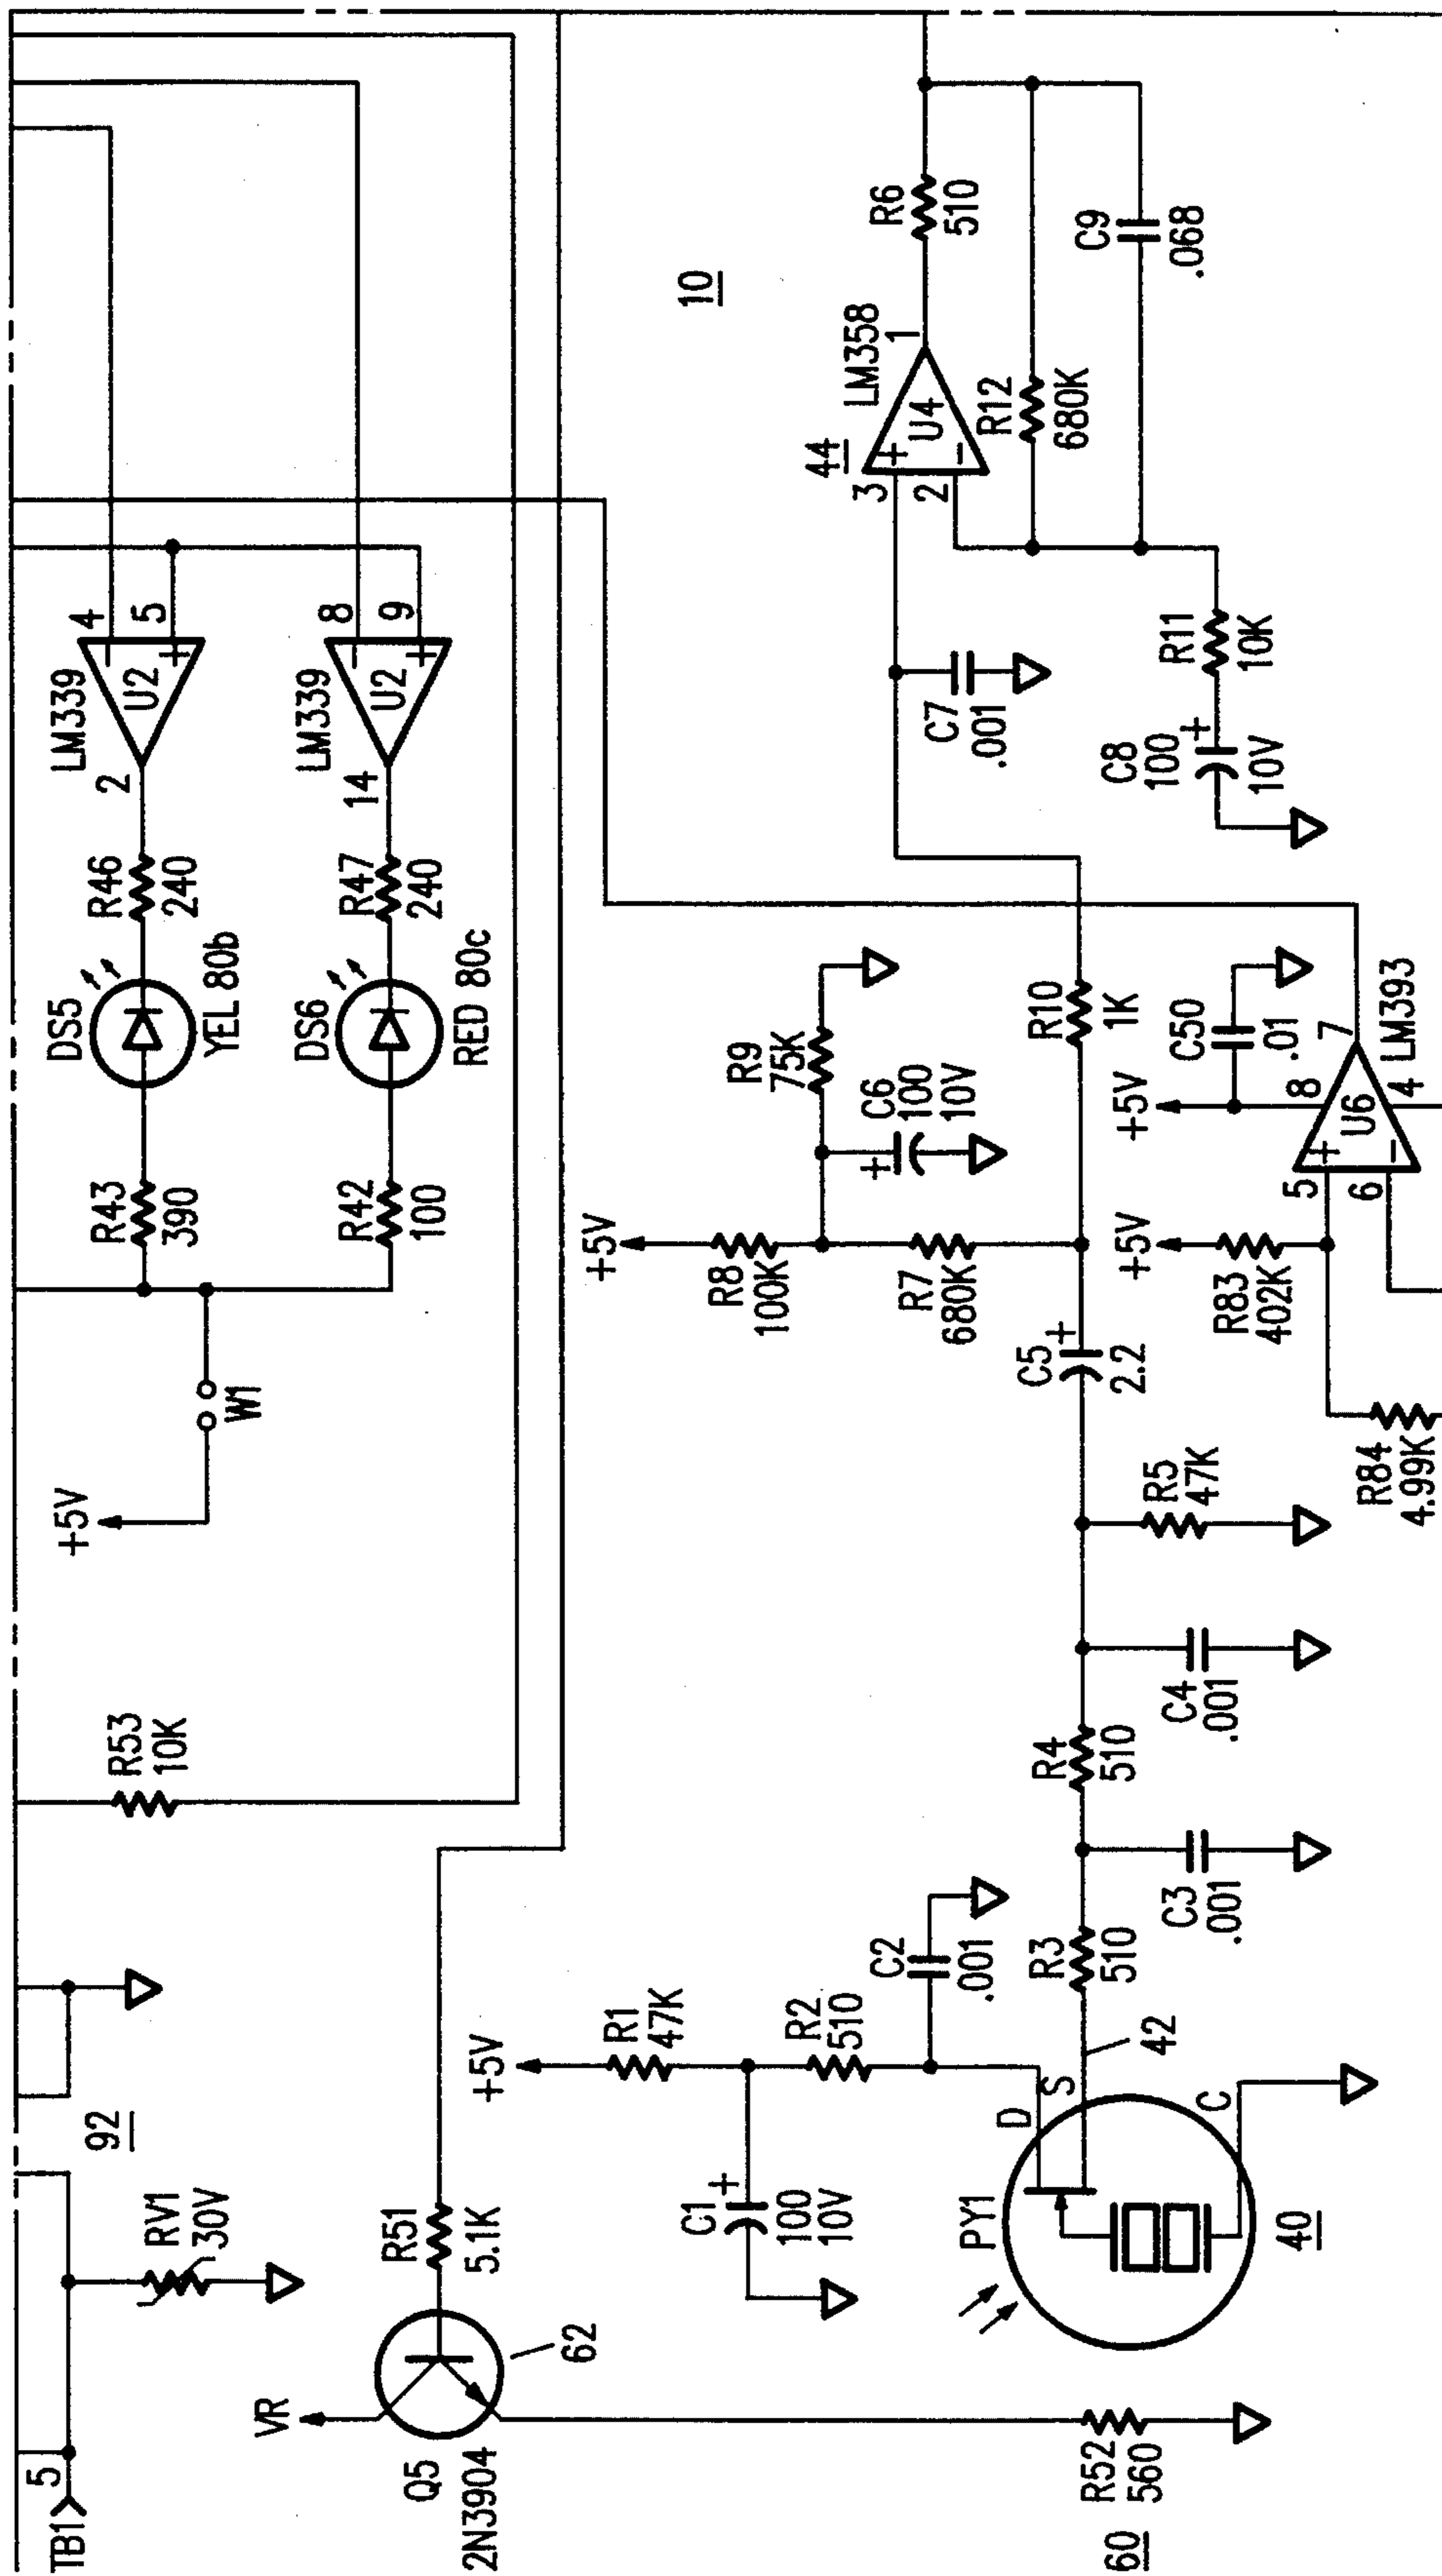 TB1
5
RV1
30V
92
R53
10K
+5V
W1
R43
390
DS5
YEL 80b
R46
240
2
LM339
U2
4
5
−
+
R42
100
DS6
RED 80c
R47
240
14
LM339
U2
8
9
−
+
VR
Q5
2N3904
62
R51
5.1K
R52
560
60
+5V
R1
47K
C1
+
100
10V
R2
510
C2
.001
PY1
D
S
C
40
42
R3
510
C3
.001
R4
510
C4
.001
R5
47K
C5
+
2.2
+5V
R8
100K
R7
680K
R9
75K
C6
+
100
10V
R10
1K
C7
.001
44
LM358
U4
+
−
3
2
1
R6
510
10
R12
680K
C9
.068
R11
10K
C8
100
+
10V
+5V
R83
402K
R84
4.99K
+5V
C50
.01
5
6
+
−
U6
8
7
4
LM393